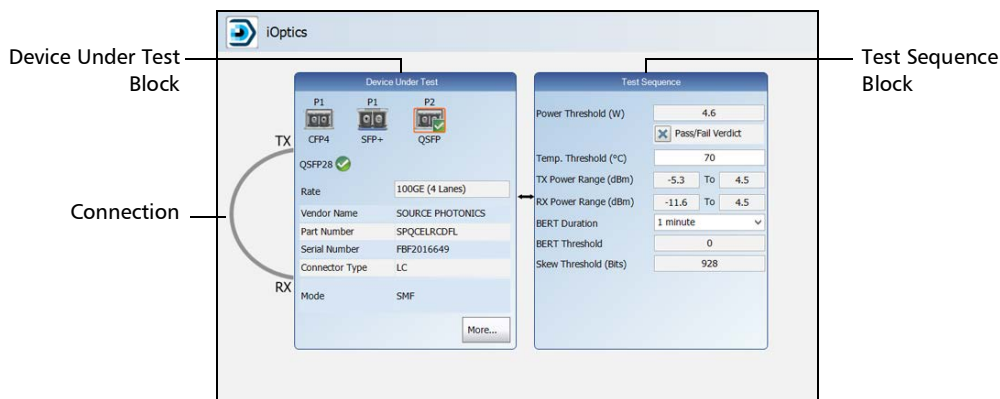 iOptics
Device Under Test
Block
Test Sequence
Block
Connection
Device Under Test
P1 P1 P2
CFP4 SFP+ QSFP
TX
QSFP28
Rate 100GE (4 Lanes)
Vendor Name SOURCE PHOTONICS
Part Number SPQCELRCDFL
Serial Number FBF2016649
Connector Type LC
RX
Mode SMF
More...
Test Sequence
Power Threshold (W) 4.6
Pass/Fail Verdict
Temp. Threshold (°C) 70
TX Power Range (dBm) -5.3 To 4.5
RX Power Range (dBm) -11.6 To 4.5
BERT Duration 1 minute
BERT Threshold 0
Skew Threshold (Bits) 928